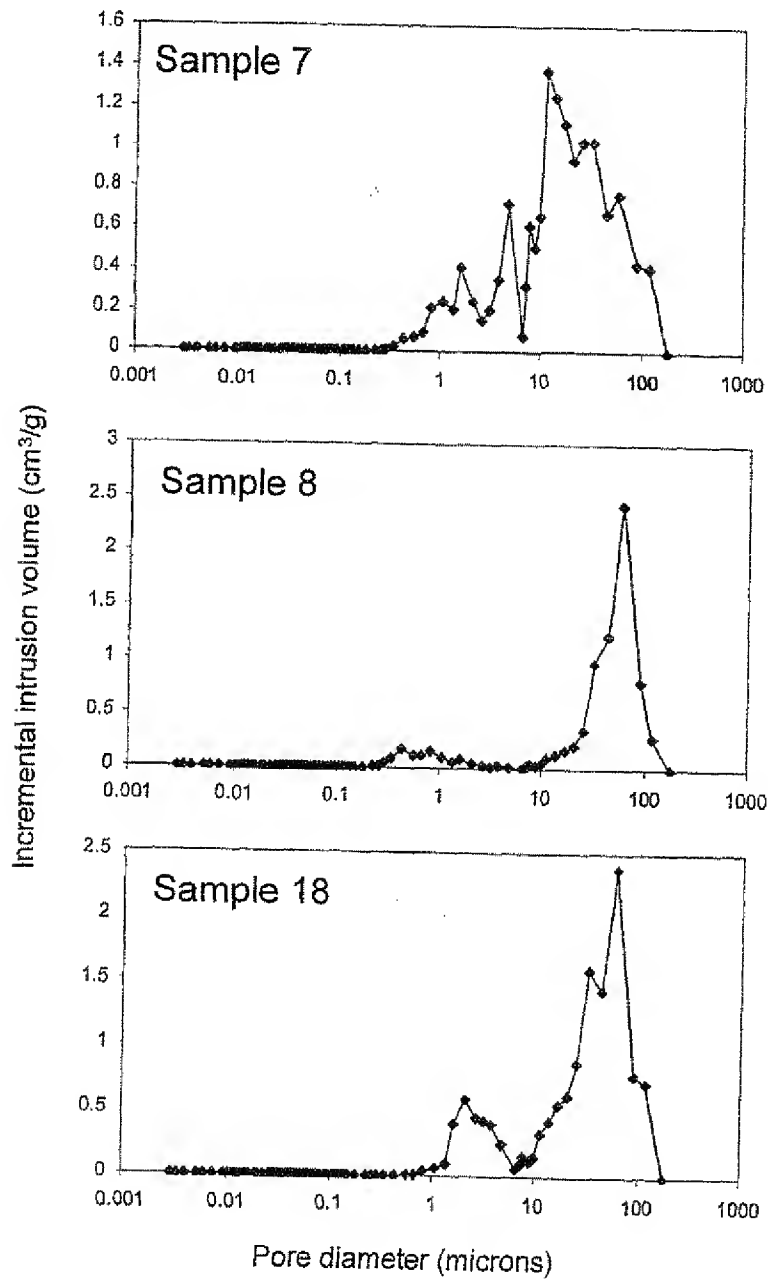 Sample 7
1.6
1.4
1.2
1
0.8
0.6
0.4
0.2
0
0.001 0.01 0.1 1 10 100 1000
Incremental intrusion volume (cm³/g)
Sample 8
3
2.5
2
1.5
1
0.5
0
0.001 0.01 0.1 1 10 100 1000
Sample 18
2.5
2
1.5
1
0.5
0
0.001 0.01 0.1 1 10 100 1000
Pore diameter (microns)